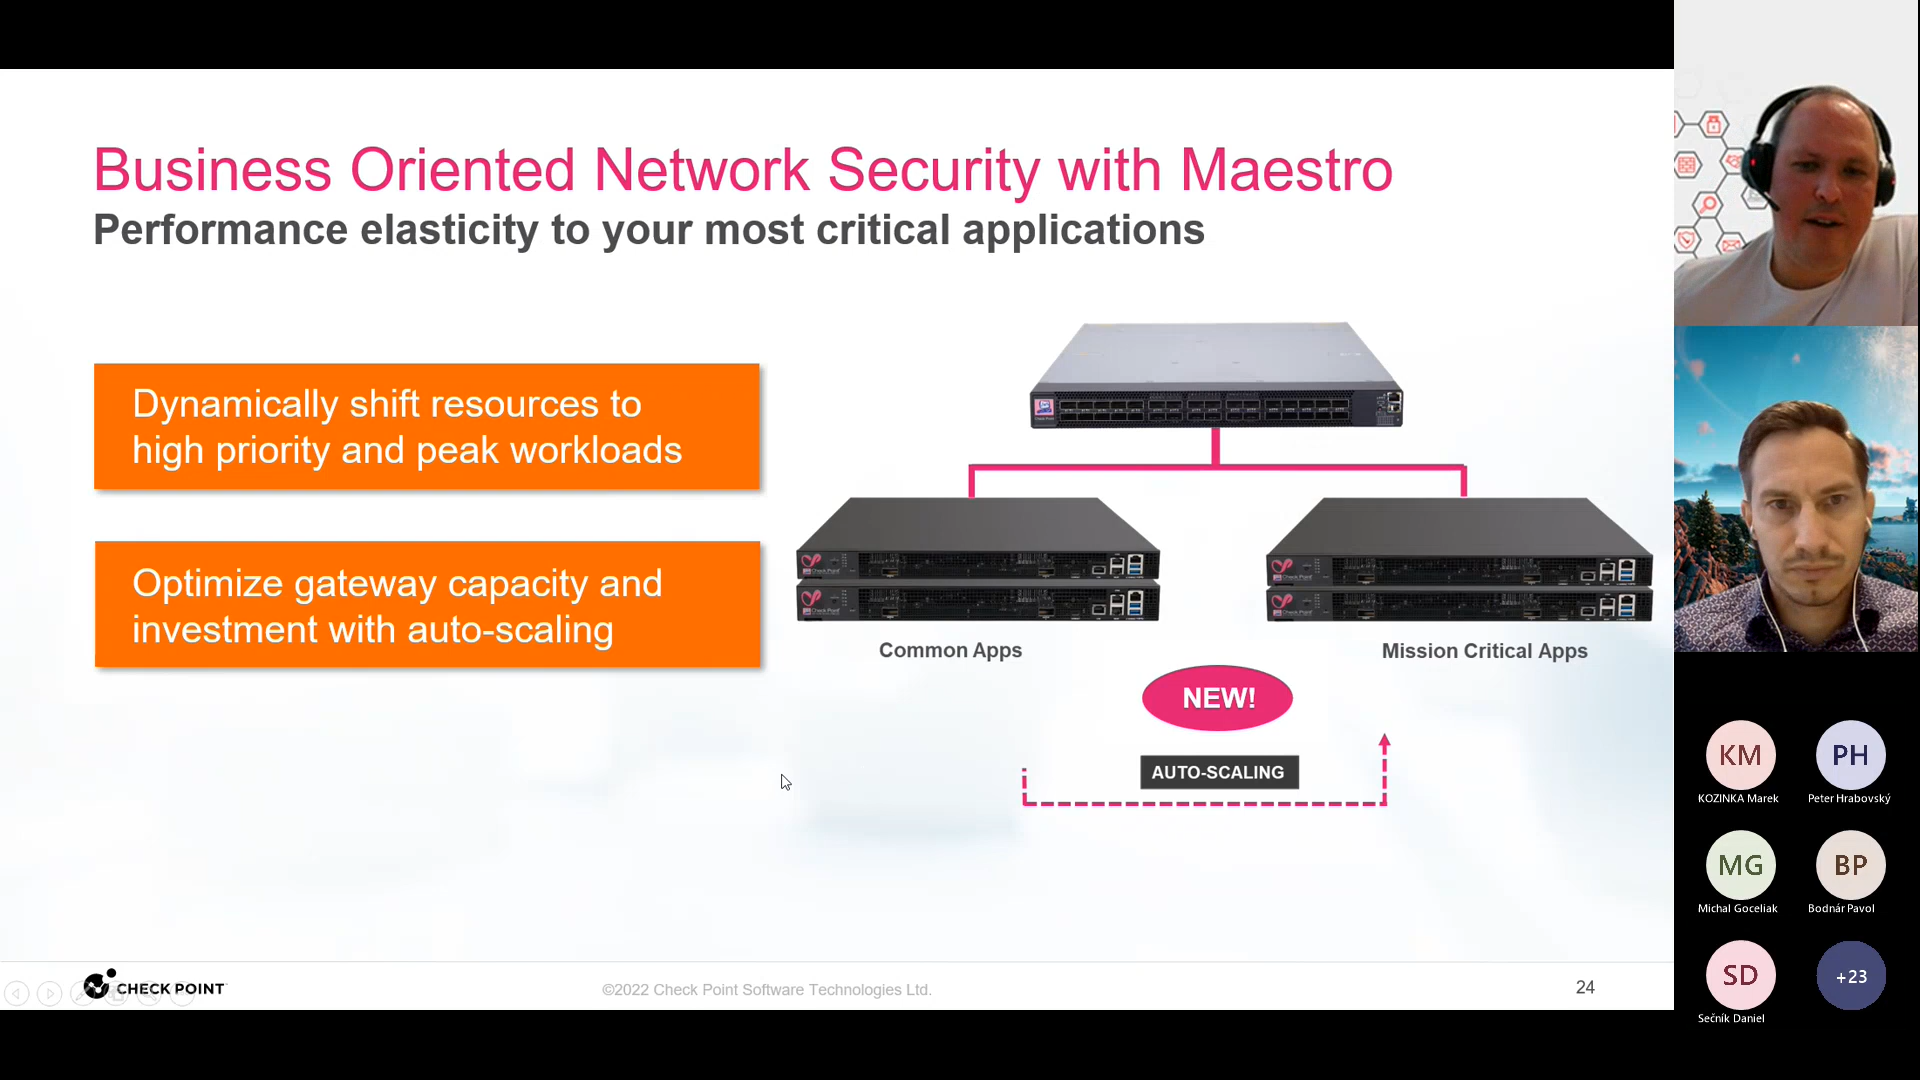 Business Oriented Network Security with Maestro
Performance elasticity to your most critical applications
Dynamically shift resources to
high priority and peak workloads
Optimize gateway capacity and
investment with auto-scaling
Common Apps
Mission Critical Apps
NEW!
AUTO-SCALING
CHECK POINT
©2022 Check Point Software Technologies Ltd.
24
KM
KOZINKA Marek
PH
Peter Hrabovský
MG
Michal Goceliak
BP
Bodnár Pavol
SD
Sečník Daniel
+23